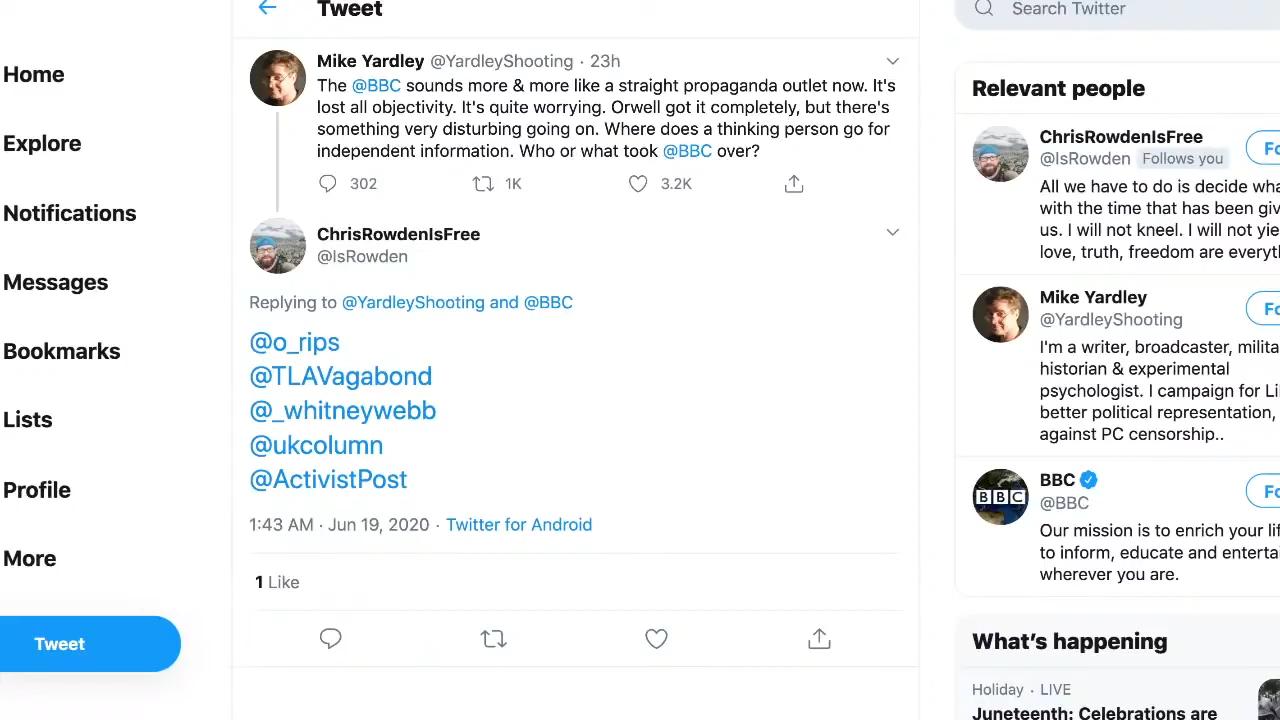 Tweet
Search Twitter
Home
Explore
Notifications
Messages
Bookmarks
Lists
Profile
More
Tweet
Mike Yardley @YardleyShooting · 23h
The @BBC sounds more & more like a straight propaganda outlet now. It's
lost all objectivity. It's quite worrying. Orwell got it completely, but there's
something very disturbing going on. Where does a thinking person go for
independent information. Who or what took @BBC over?
302 1K 3.2K
ChrisRowdenIsFree
@IsRowden
Replying to @YardleyShooting and @BBC
@o_rips
@TLAVagabond
@_whitneywebb
@ukcolumn
@ActivistPost
1:43 AM · Jun 19, 2020 · Twitter for Android
1 Like
Relevant people
ChrisRowdenIsFree
@IsRowden Follows you
Fo
All we have to do is decide wha
with the time that has been giv
us. I will not kneel. I will not yie
love, truth, freedom are everyth
Mike Yardley
@YardleyShooting
Fo
I'm a writer, broadcaster, milita
historian & experimental
psychologist. I campaign for Li
better political representation,
against PC censorship..
BBC
@BBC
Fo
Our mission is to enrich your lif
to inform, educate and enterta
wherever you are.
BBC
What's happening
Holiday · LIVE
Juneteenth: Celebrations are